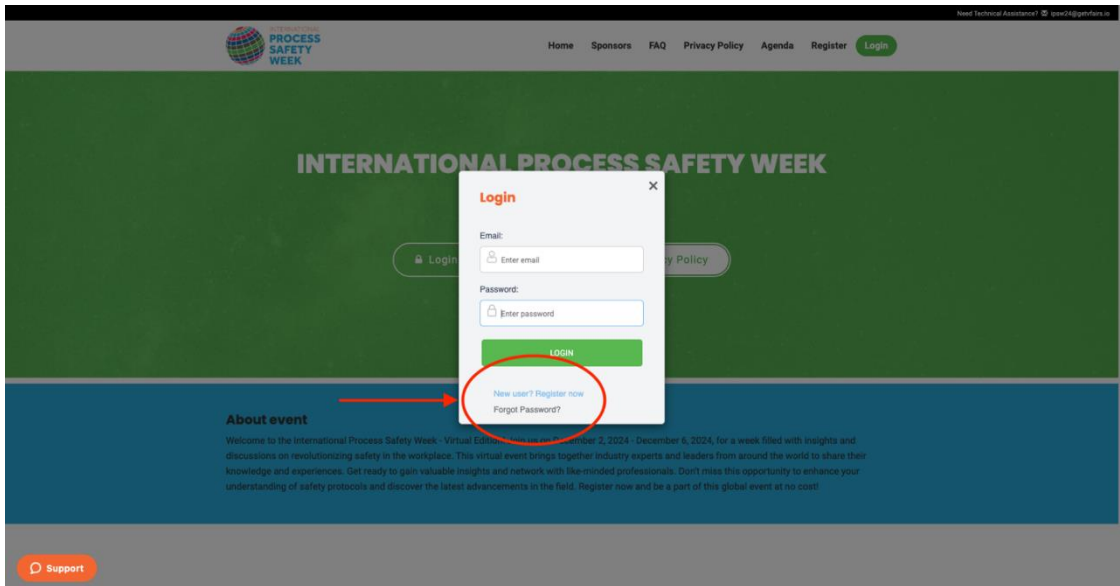 Need Technical Assistance? ipsw24@getvfairs.io
INTERNATIONAL
PROCESS
SAFETY
WEEK
Home Sponsors FAQ Privacy Policy Agenda Register Login
INTERNATIONAL PROCESS SAFETY WEEK
Login
Email:
Login Enter email Policy
Password:
Enter password
LOGIN
New user? Register now
Forgot Password?
About event
Welcome to the International Process Safety Week - Virtual Edition! Join us on December 2, 2024 - December 6, 2024, for a week filled with insights and
discussions on revolutionizing safety in the workplace. This virtual event brings together industry experts and leaders from around the world to share their
knowledge and experiences. Get ready to gain valuable insights and network with like-minded professionals. Don't miss this opportunity to enhance your
understanding of safety protocols and discover the latest advancements in the field. Register now and be a part of this global event at no cost!
Support